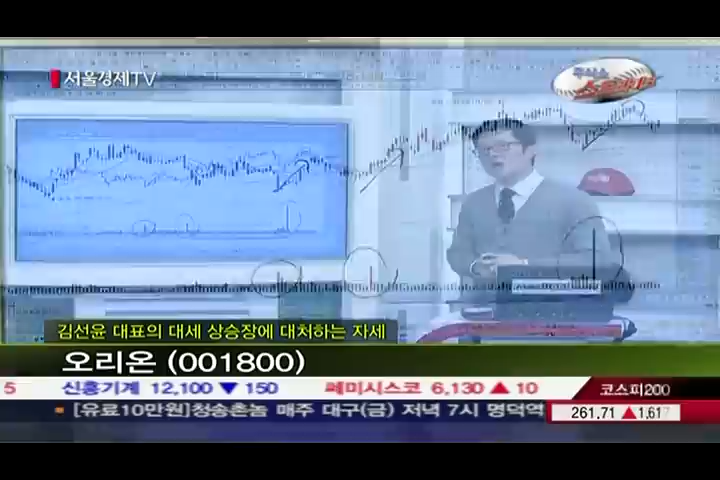 서울경제TV
김선윤 대표의 대세 상승장에 대처하는 자세
오리온 (001800)
5 신흥기계 12,100 ▼ 150 페미시스코 6,130 ▲ 10 코스피200
▪ [유료10만원]청송촌놈 매주 대구(금) 저녁 7시 명덕역 261.71 ▲1.61